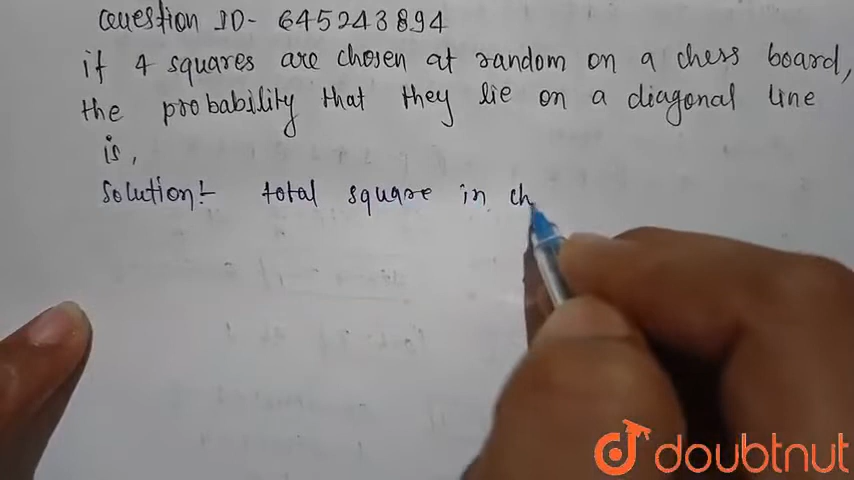 Question ID- 645243894
if 4 squares are chosen at random on a chess board,
the probability that they lie on a diagonal line
is,
Solution!- total square in ch
doubtnut